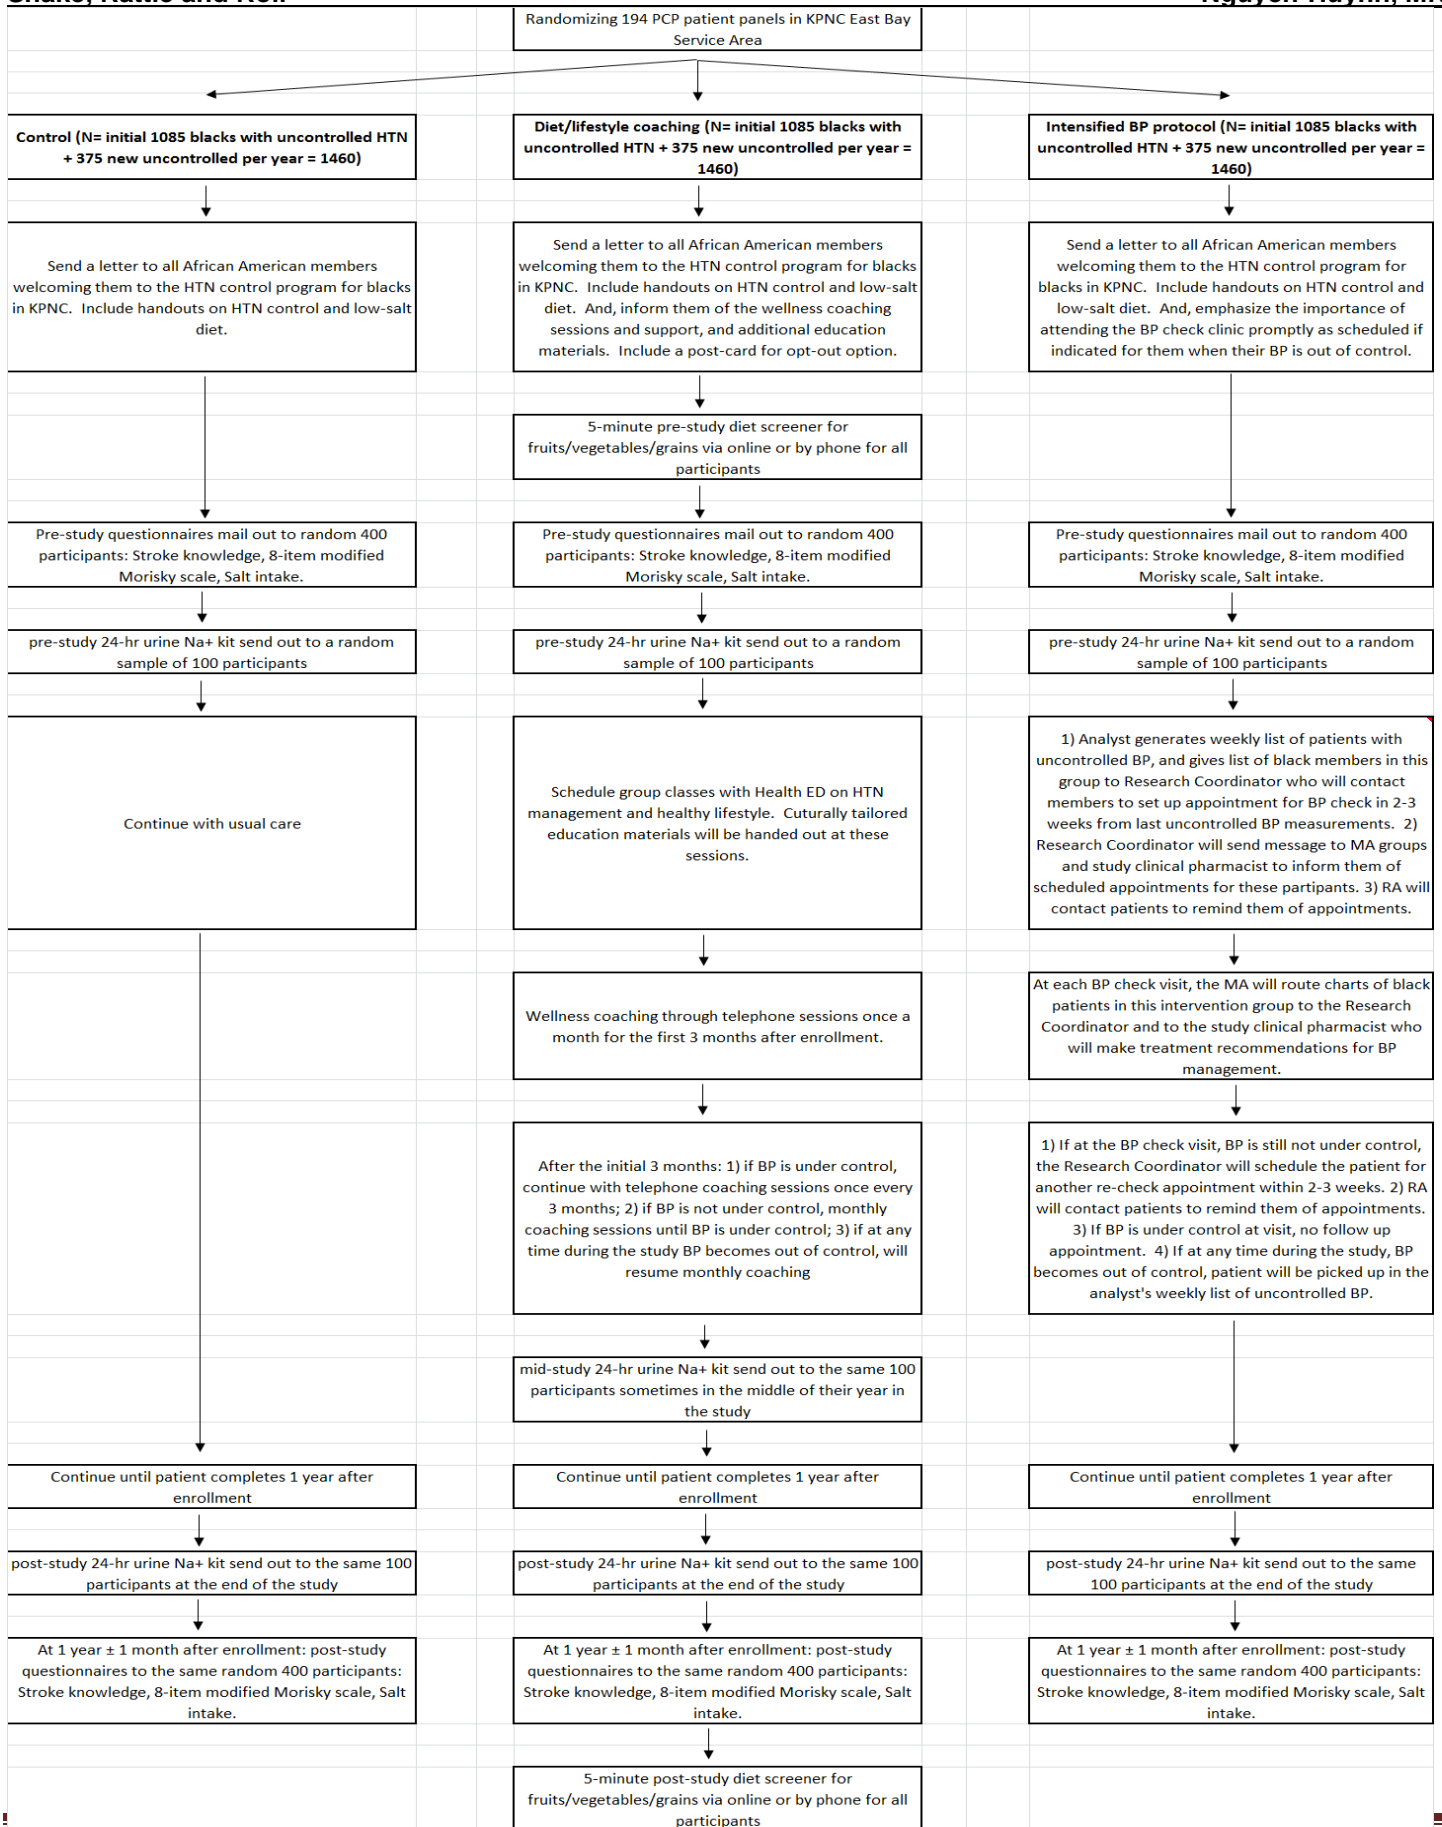 Randomizing 194 PCP patient panels in KPNC East Bay
Service Area
Control (N= initial 1085 blacks with uncontrolled HTN
+ 375 new uncontrolled per year = 1460)
Diet/lifestyle coaching (N= initial 1085 blacks with
uncontrolled HTN + 375 new uncontrolled per year =
1460)
Intensified BP protocol (N= initial 1085 blacks with
uncontrolled HTN + 375 new uncontrolled per year =
1460)
Send a letter to all African American members
welcoming them to the HTN control program for blacks
in KPNC.  Include handouts on HTN control and low-salt
diet.
Send a letter to all African American members
welcoming them to the HTN control program for blacks
in KPNC.  Include handouts on HTN control and low-salt
diet.  And, inform them of the wellness coaching
sessions and support, and additional education
materials.  Include a post-card for opt-out option.
Send a letter to all African American members
welcoming them to the HTN control program for
blacks in KPNC.  Include handouts on HTN control and
low-salt diet.  And, emphasize the importance of
attending the BP check clinic promptly as scheduled if
indicated for them when their BP is out of control.
5-minute pre-study diet screener for
fruits/vegetables/grains via online or by phone for all
participants
Pre-study questionnaires mail out to random 400
participants: Stroke knowledge, 8-item modified
Morisky scale, Salt intake.
Pre-study questionnaires mail out to random 400
participants: Stroke knowledge, 8-item modified
Morisky scale, Salt intake.
Pre-study questionnaires mail out to random 400
participants: Stroke knowledge, 8-item modified
Morisky scale, Salt intake.
pre-study 24-hr urine Na+ kit send out to a random
sample of 100 participants
pre-study 24-hr urine Na+ kit send out to a random
sample of 100 participants
pre-study 24-hr urine Na+ kit send out to a random
sample of 100 participants
Continue with usual care
Schedule group classes with Health ED on HTN
management and healthy lifestyle.  Cuturally tailored
education materials will be handed out at these
sessions.
1) Analyst generates weekly list of patients with
uncontrolled BP, and gives list of black members in this
group to Research Coordinator who will contact
members to set up appointment for BP check in 2-3
weeks from last uncontrolled BP measurements.  2)
Research Coordinator will send message to MA groups
and study clinical pharmacist to inform them of
scheduled appointments for these partipants. 3) RA will
contact patients to remind them of appointments.
Wellness coaching through telephone sessions once a
month for the first 3 months after enrollment.
At each BP check visit, the MA will route charts of black
patients in this intervention group to the Research
Coordinator and to the study clinical pharmacist who
will make treatment recommendations for BP
management.
After the initial 3 months: 1) if BP is under control,
continue with telephone coaching sessions once every
3 months; 2) if BP is not under control, monthly
coaching sessions until BP is under control; 3) if at any
time during the study BP becomes out of control, will
resume monthly coaching
1) If at the BP check visit, BP is still not under control,
the Research Coordinator will schedule the patient for
another re-check appointment within 2-3 weeks. 2) RA
will contact patients to remind them of appointments.
3) If BP is under control at visit, no follow up
appointment.  4) If at any time during the study, BP
becomes out of control, patient will be picked up in the
analyst's weekly list of uncontrolled BP.
mid-study 24-hr urine Na+ kit send out to the same 100
participants sometimes in the middle of their year in
the study
Continue until patient completes 1 year after
enrollment
Continue until patient completes 1 year after
enrollment
Continue until patient completes 1 year after
enrollment
post-study 24-hr urine Na+ kit send out to the same 100
participants at the end of the study
post-study 24-hr urine Na+ kit send out to the same 100
participants at the end of the study
post-study 24-hr urine Na+ kit send out to the same
100 participants at the end of the study
At 1 year ± 1 month after enrollment: post-study
questionnaires to the same random 400 participants:
Stroke knowledge, 8-item modified Morisky scale, Salt
intake.
At 1 year ± 1 month after enrollment: post-study
questionnaires to the same random 400 participants:
Stroke knowledge, 8-item modified Morisky scale, Salt
intake.
At 1 year ± 1 month after enrollment: post-study
questionnaires to the same random 400 participants:
Stroke knowledge, 8-item modified Morisky scale, Salt
intake.
5-minute post-study diet screener for
fruits/vegetables/grains via online or by phone for all
participants